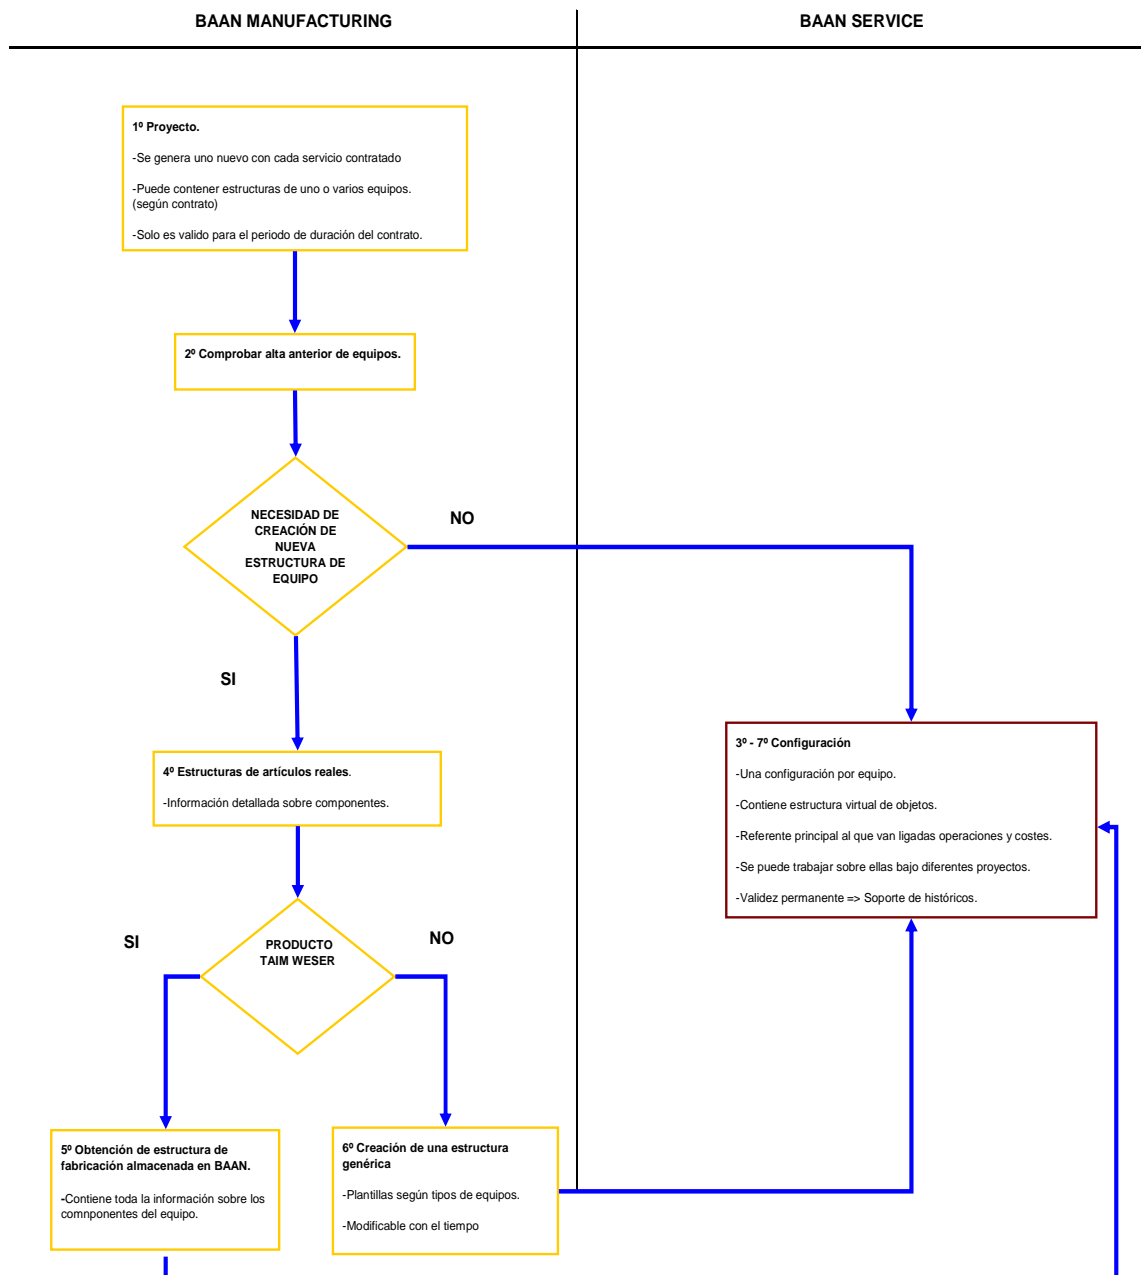 BAAN MANUFACTURING
BAAN SERVICE
1º Proyecto.
-Se genera uno nuevo con cada servicio contratado
-Puede contener estructuras de uno o varios equipos.
(según contrato)
-Solo es valido para el periodo de duración del contrato.
2º Comprobar alta anterior de equipos.
NECESIDAD DE
CREACIÓN DE
NUEVA
ESTRUCTURA DE
EQUIPO
NO
SI
4º Estructuras de artículos reales.
-Información detallada sobre componentes.
3º - 7º Configuración
-Una configuración por equipo.
-Contiene estructura virtual de objetos.
-Referente principal al que van ligadas operaciones y costes.
-Se puede trabajar sobre ellas bajo diferentes proyectos.
-Validez permanente => Soporte de históricos.
PRODUCTO
TAIM WESER
SI
NO
5º Obtención de estructura de
fabricación almacenada en BAAN.
-Contiene toda la información sobre los
comnponentes del equipo.
6º Creación de una estructura
genérica
-Plantillas según tipos de equipos.
-Modificable con el tiempo